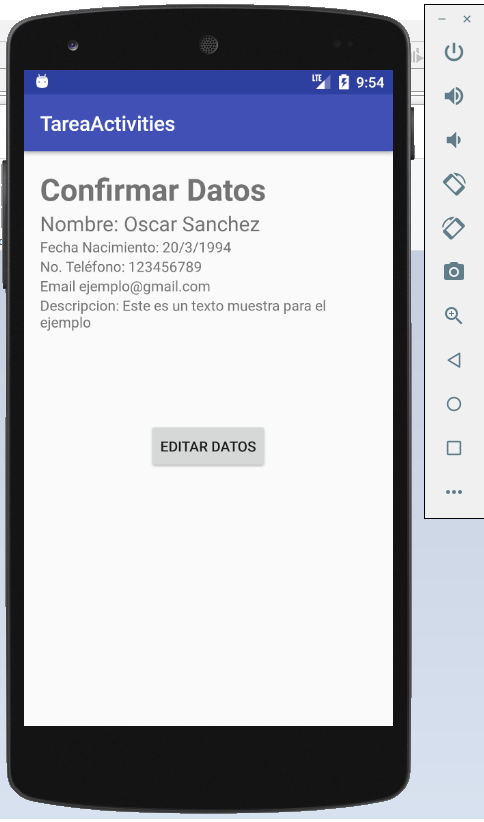 LTE 9:54
TareaActivities
Confirmar Datos
Nombre: Oscar Sanchez
Fecha Nacimiento: 20/3/1994
No. Teléfono: 123456789
Email ejemplo@gmail.com
Descripcion: Este es un texto muestra para el
ejemplo
EDITAR DATOS